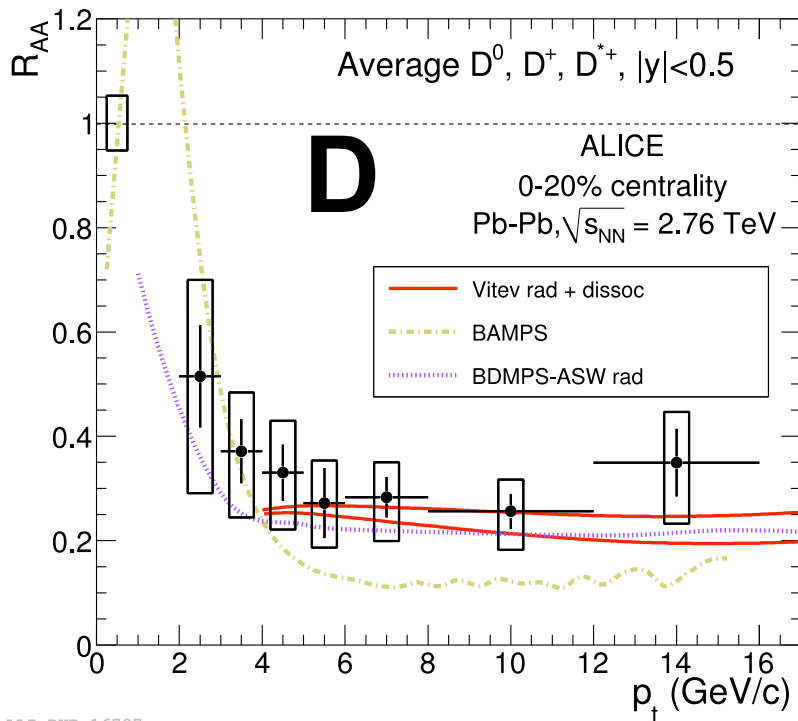 R_AA
1.2
1
0.8
0.6
0.4
0.2
0
Average D^0, D^+, D^*+, |y|<0.5
D
ALICE
0-20% centrality
Pb-Pb, √s_NN = 2.76 TeV
Vitev rad + dissoc
BAMPS
BDMPS-ASW rad
0 2 4 6 8 10 12 14 16
p_t (GeV/c)